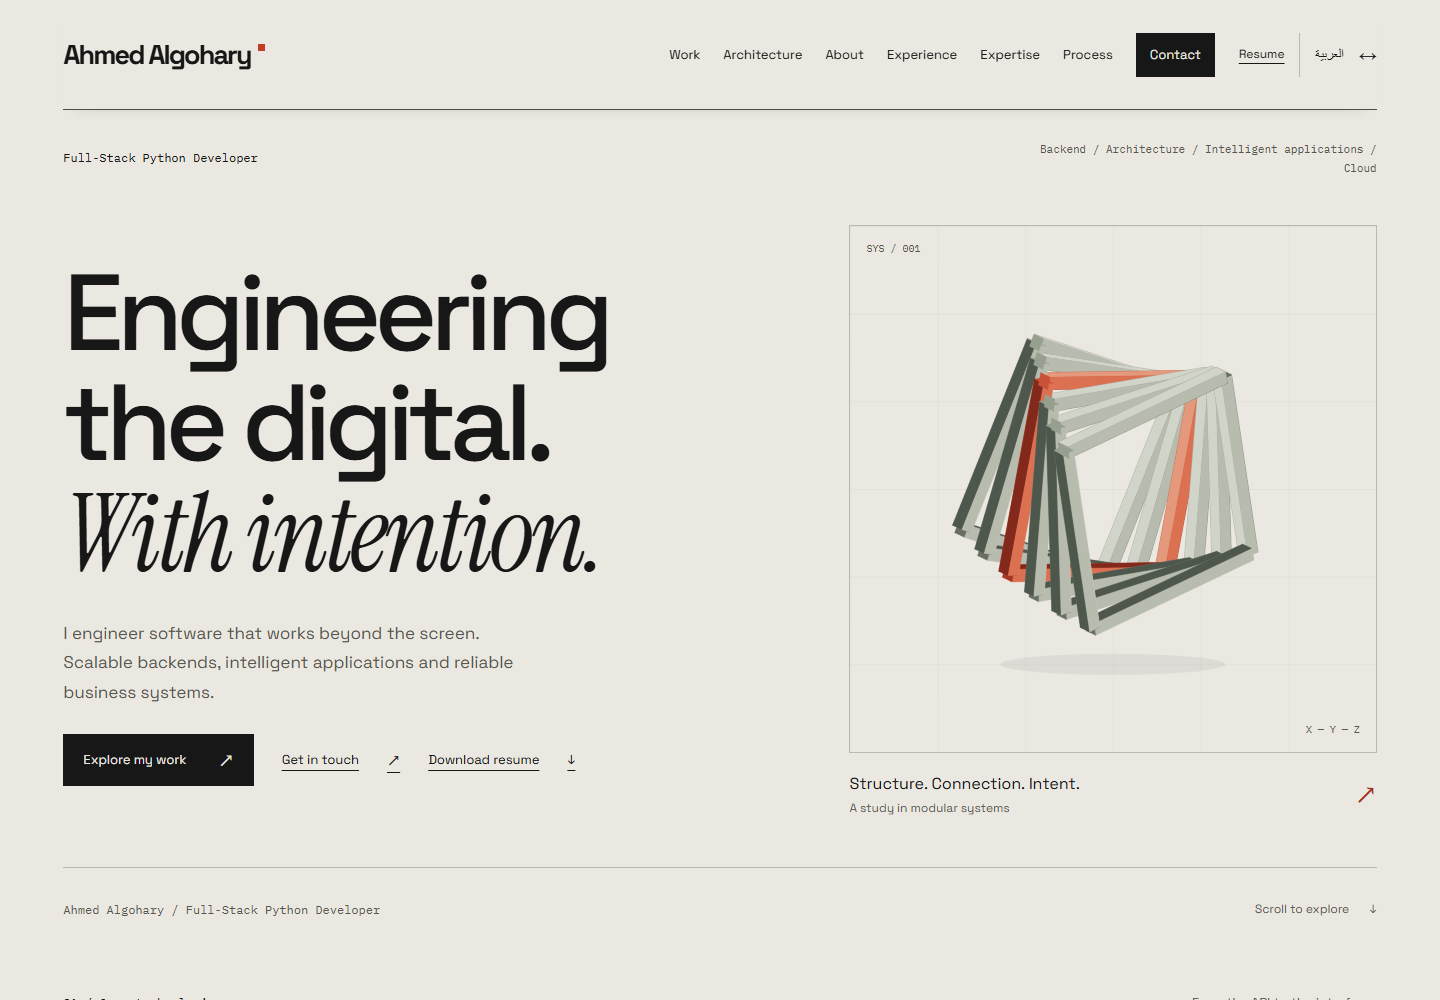 Ahmed Algohary
Work Architecture About Experience Expertise Process Contact Resume العربية ↔
Full-Stack Python Developer
Backend / Architecture / Intelligent applications /
Cloud
SYS / 001
Engineering
the digital.
With intention.
I engineer software that works beyond the screen.
Scalable backends, intelligent applications and reliable
business systems.
Explore my work ↗ Get in touch ↗ Download resume ↓
X — Y — Z
Structure. Connection. Intent.
A study in modular systems
↗
Ahmed Algohary / Full-Stack Python Developer
Scroll to explore ↓